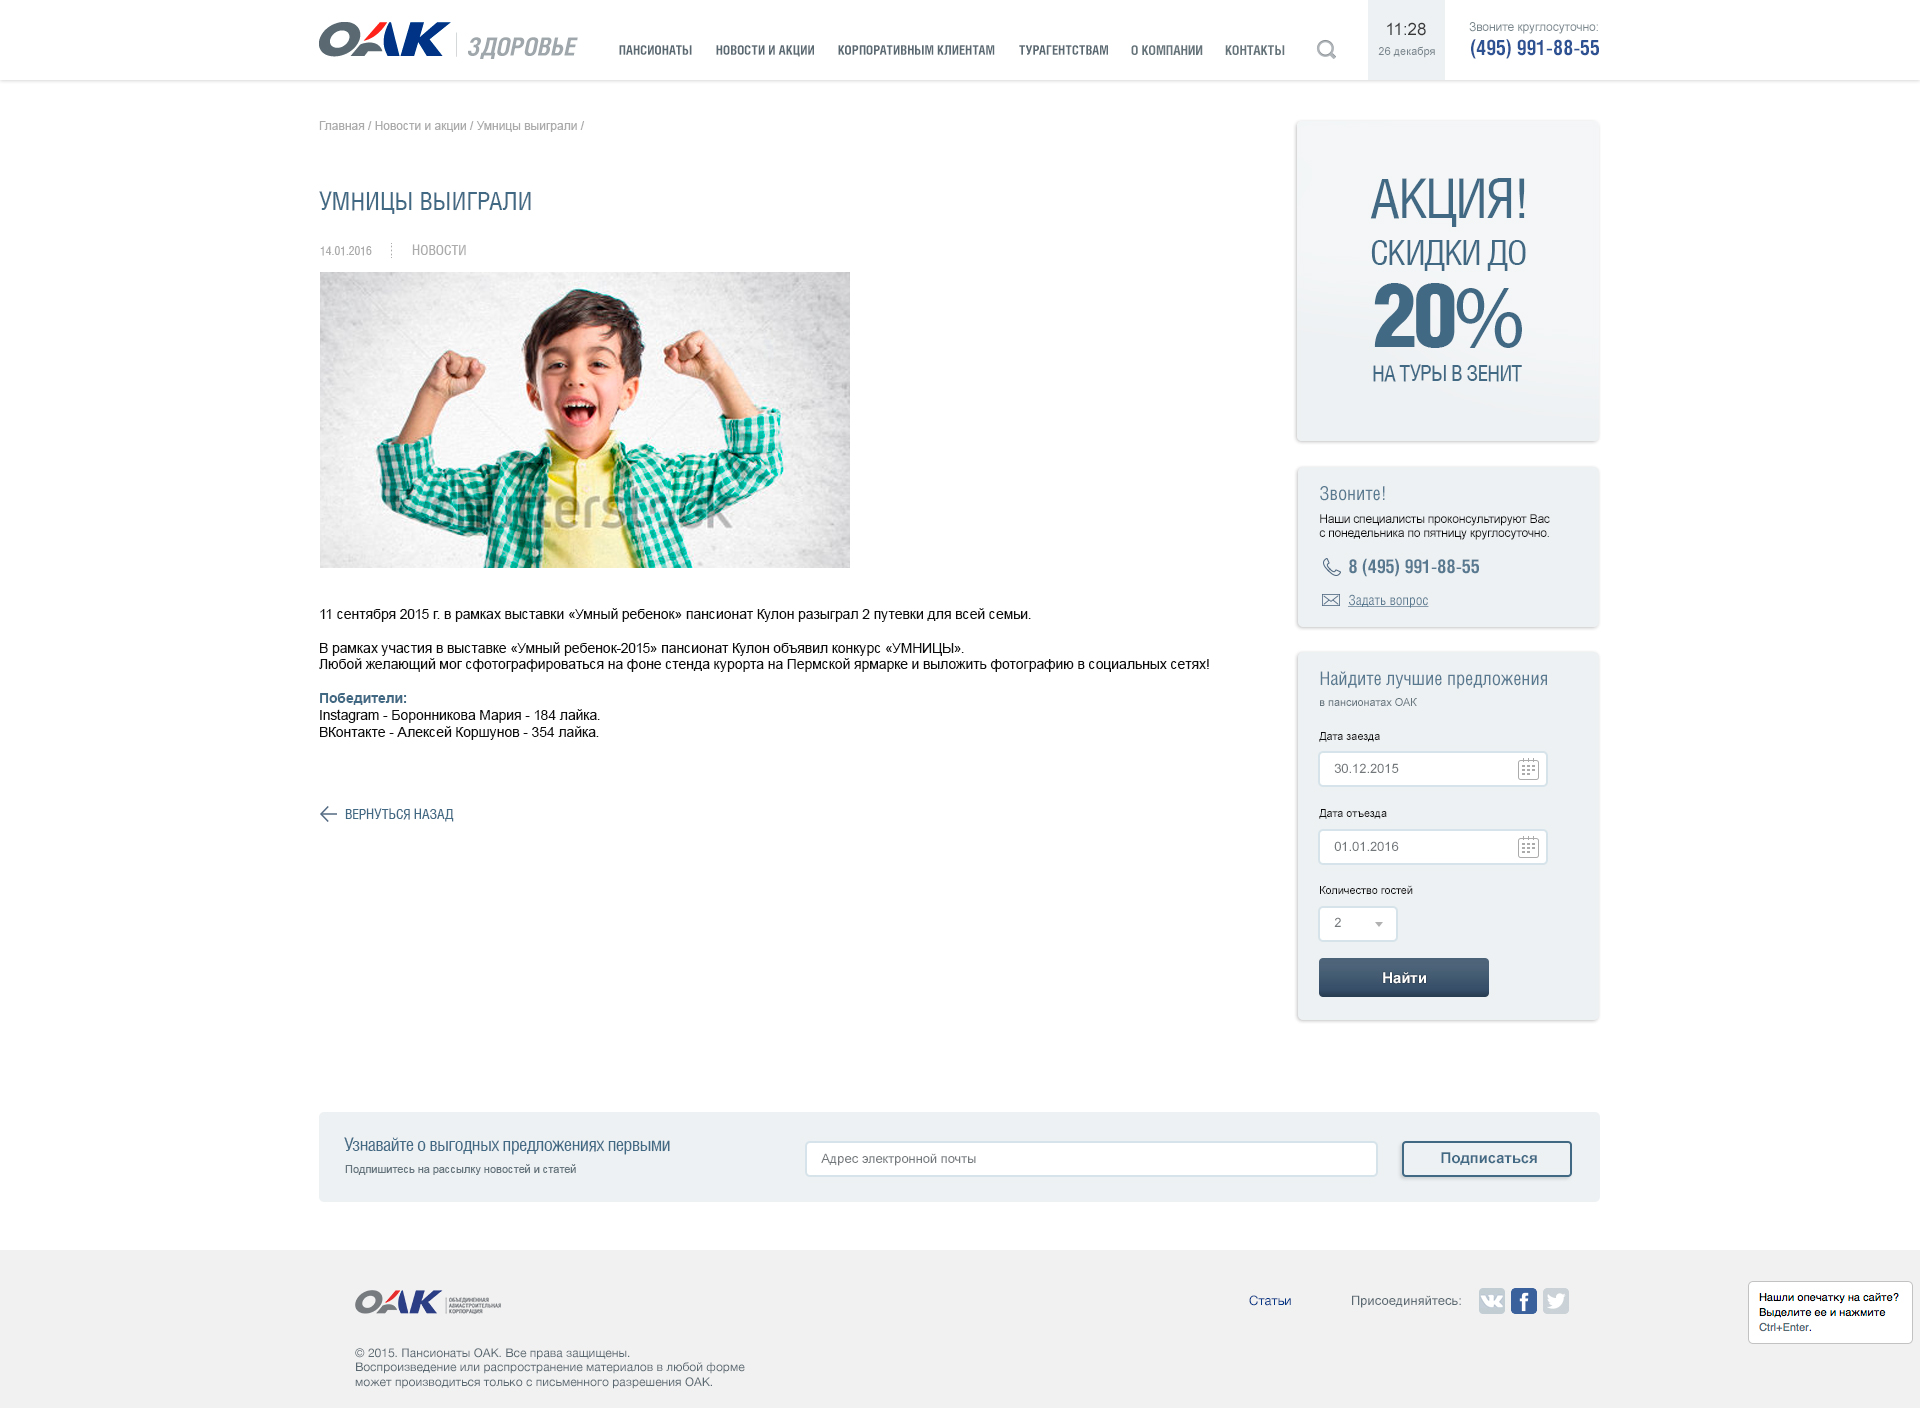 ОАК
ЗДОРОВЬЕ
ПАНСИОНАТЫ
НОВОСТИ И АКЦИИ
КОРПОРАТИВНЫМ КЛИЕНТАМ
ТУРАГЕНТСТВАМ
О КОМПАНИИ
КОНТАКТЫ
11:28
26 декабря
Звоните круглосуточно:
(495) 991-88-55
Главная / Новости и акции / Умницы выиграли /
УМНИЦЫ ВЫИГРАЛИ
14.01.2016
НОВОСТИ
shutterstock
11 сентября 2015 г. в рамках выставки «Умный ребенок» пансионат Кулон разыграл 2 путевки для всей семьи.
В рамках участия в выставке «Умный ребенок-2015» пансионат Кулон объявил конкурс «УМНИЦЫ».
Любой желающий мог сфотографироваться на фоне стенда курорта на Пермской ярмарке и выложить фотографию в социальных сетях!
Победители:
Instagram - Боронникова Мария - 184 лайка.
ВКонтакте - Алексей Коршунов - 354 лайка.
ВЕРНУТЬСЯ НАЗАД
АКЦИЯ!
СКИДКИ ДО
20%
НА ТУРЫ В ЗЕНИТ
Звоните!
Наши специалисты проконсультируют Вас
с понедельника по пятницу круглосуточно.
8 (495) 991-88-55
Задать вопрос
Найдите лучшие предложения
в пансионатах ОАК
Дата заезда
30.12.2015
Дата отъезда
01.01.2016
Количество гостей
2
Найти
Узнавайте о выгодных предложениях первыми
Подпишитесь на рассылку новостей и статей
Адрес электронной почты
Подписаться
ОАК
ОБЪЕДИНЕННАЯ
АВИАСТРОИТЕЛЬНАЯ
КОРПОРАЦИЯ
Статьи
Присоединяйтесь:
Нашли опечатку на сайте?
Выделите ее и нажмите
Ctrl+Enter.
© 2015. Пансионаты ОАК. Все права защищены.
Воспроизведение или распространение материалов в любой форме
может производиться только с письменного разрешения ОАК.